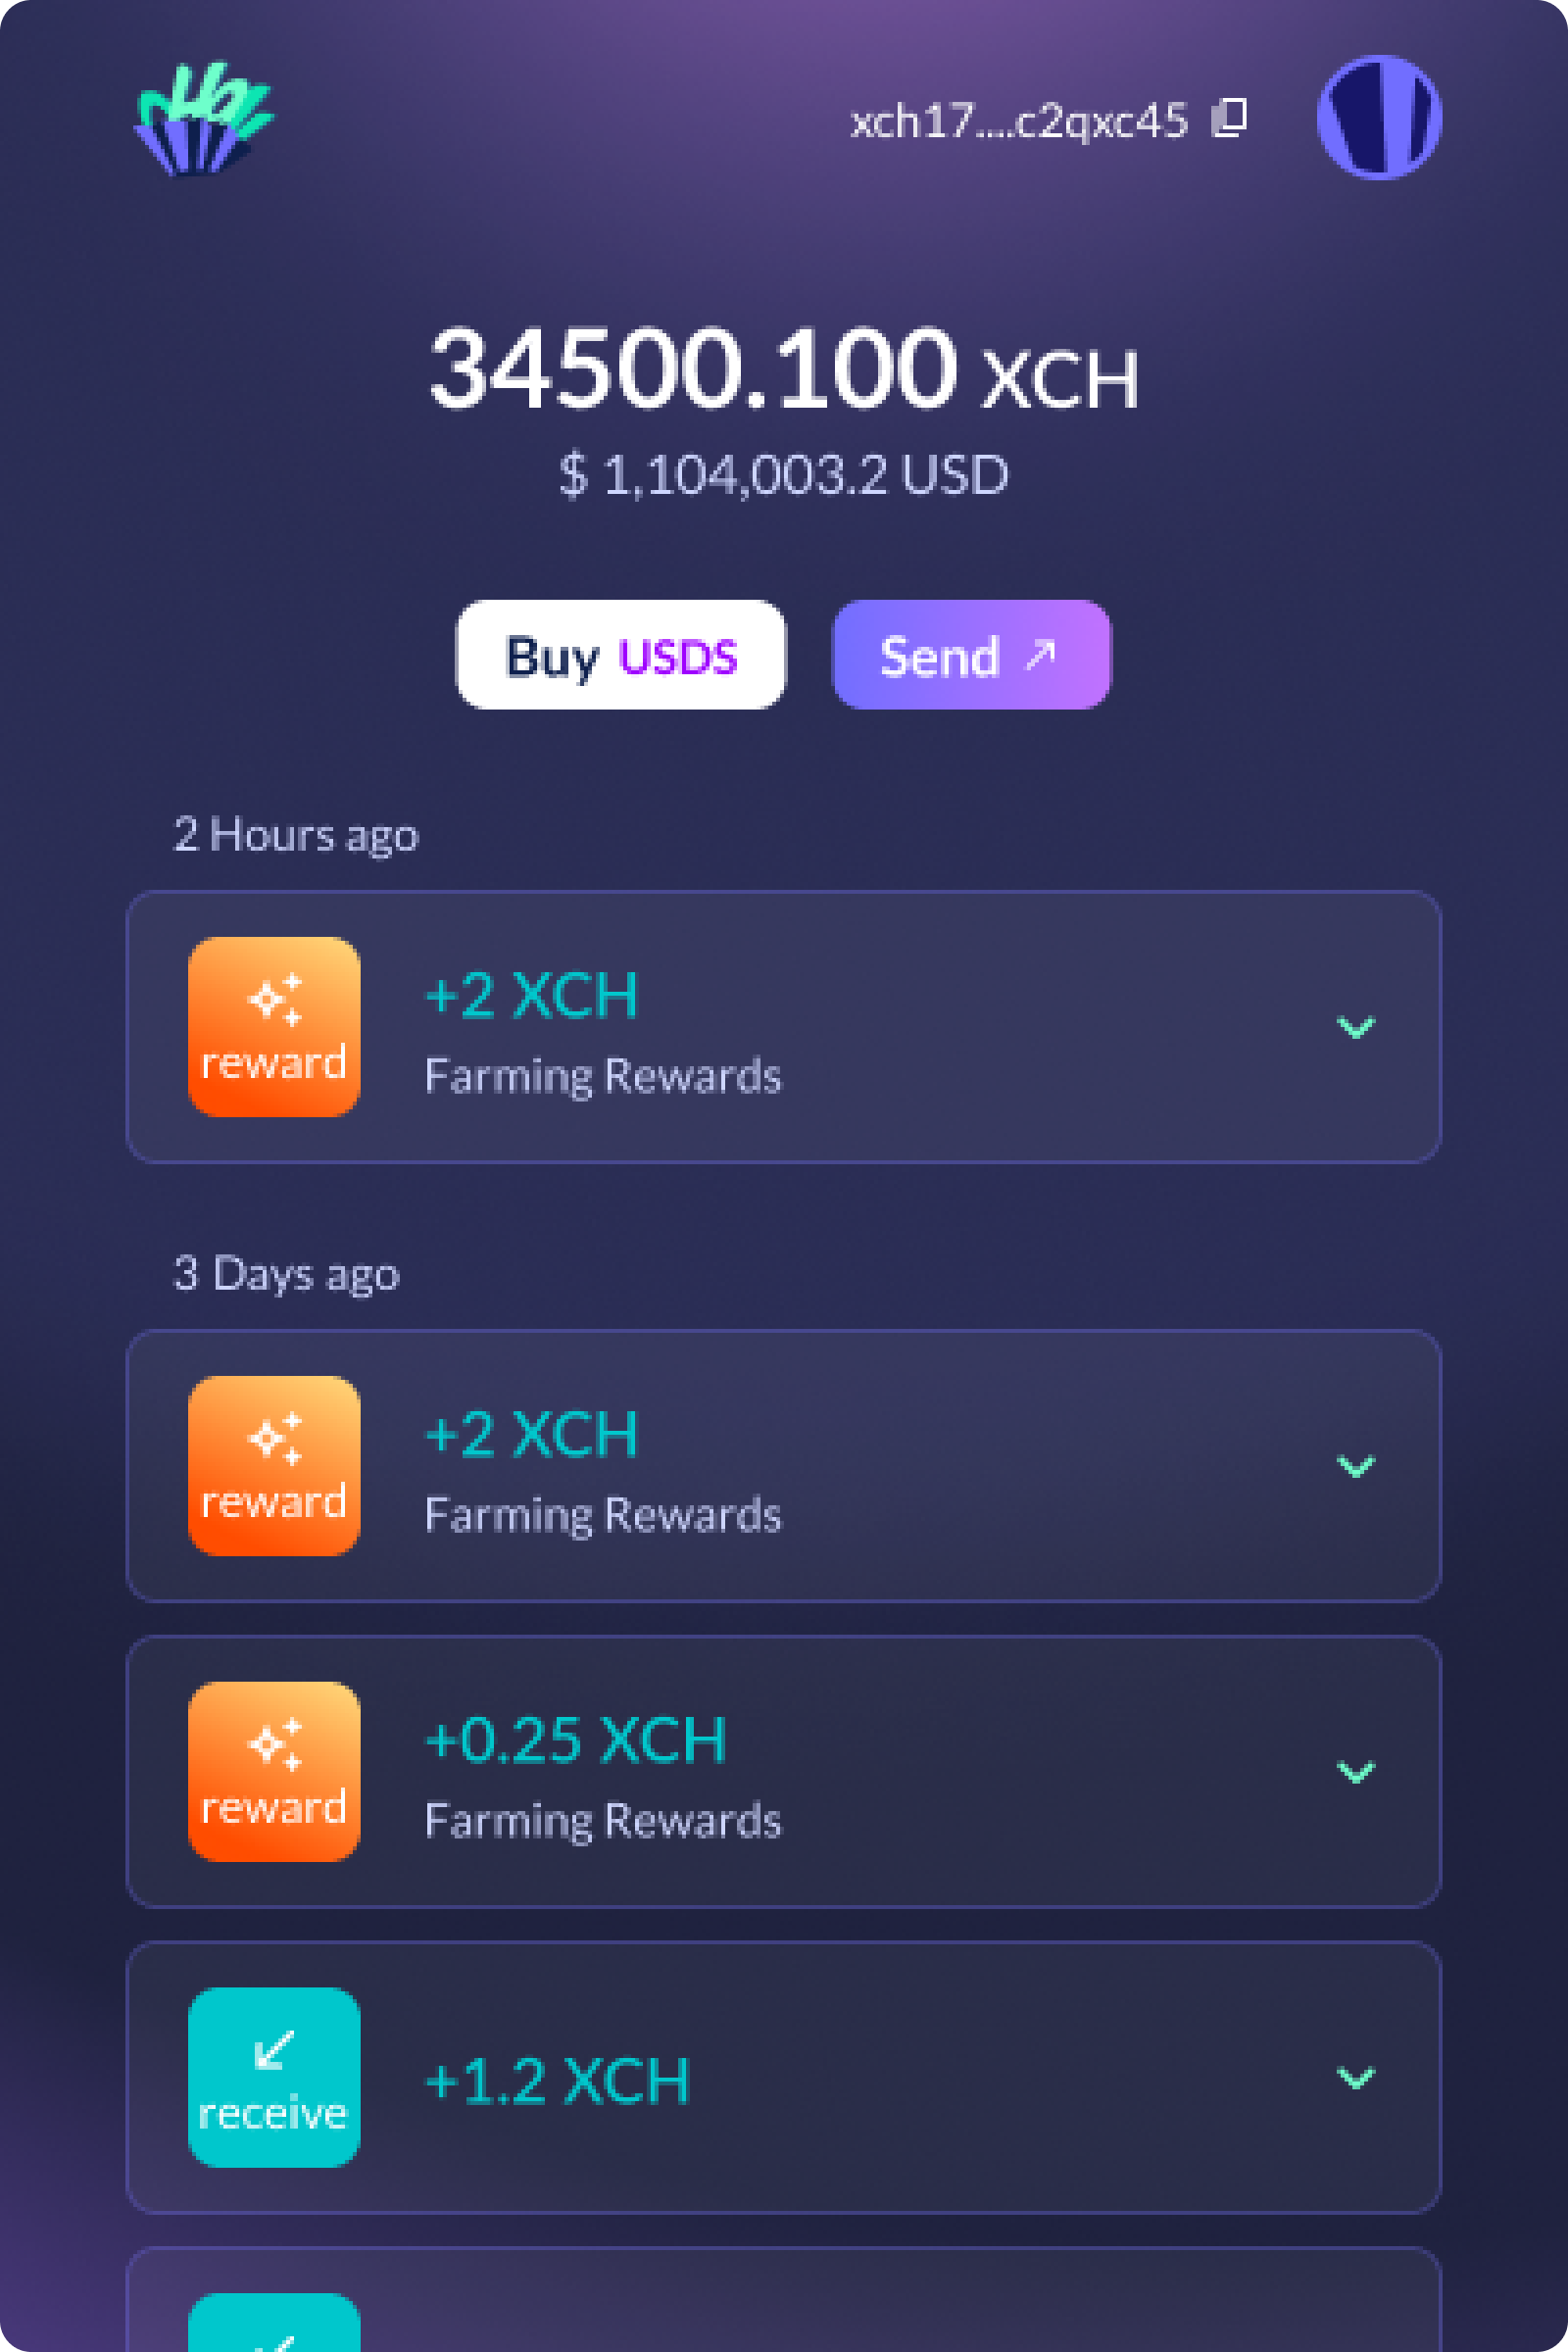 xch17....c2qxc45
34500.100 XCH
$ 1,104,003.2 USD
Buy USDS
Send
2 Hours ago
+2 XCH
reward
Farming Rewards
3 Days ago
+2 XCH
reward
Farming Rewards
+0.25 XCH
reward
Farming Rewards
+1.2 XCH
receive